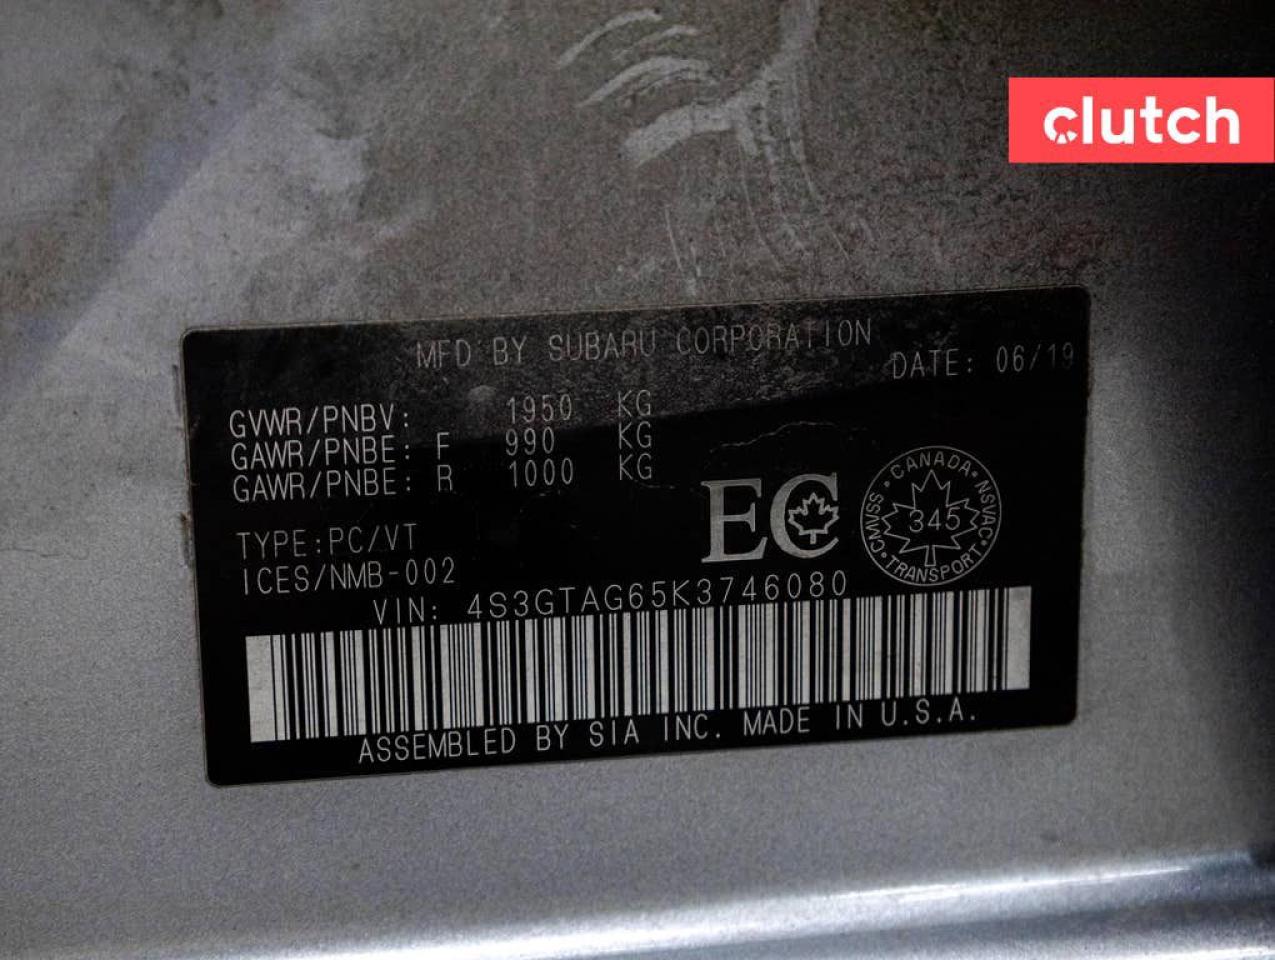 clutch
MFD BY SUBARU CORPORATION
DATE: 06/19
GVWR/PNBV: 1950 KG
GAWR/PNBE: F 990 KG
GAWR/PNBE: R 1000 KG
TYPE:PC/VT
ICES/NMB-002
EC
CANADA
NSVAC
TRANSPORT
CMVSS
345
VIN: 4S3GTAG65K3746080
ASSEMBLED BY SIA INC. MADE IN U.S.A.